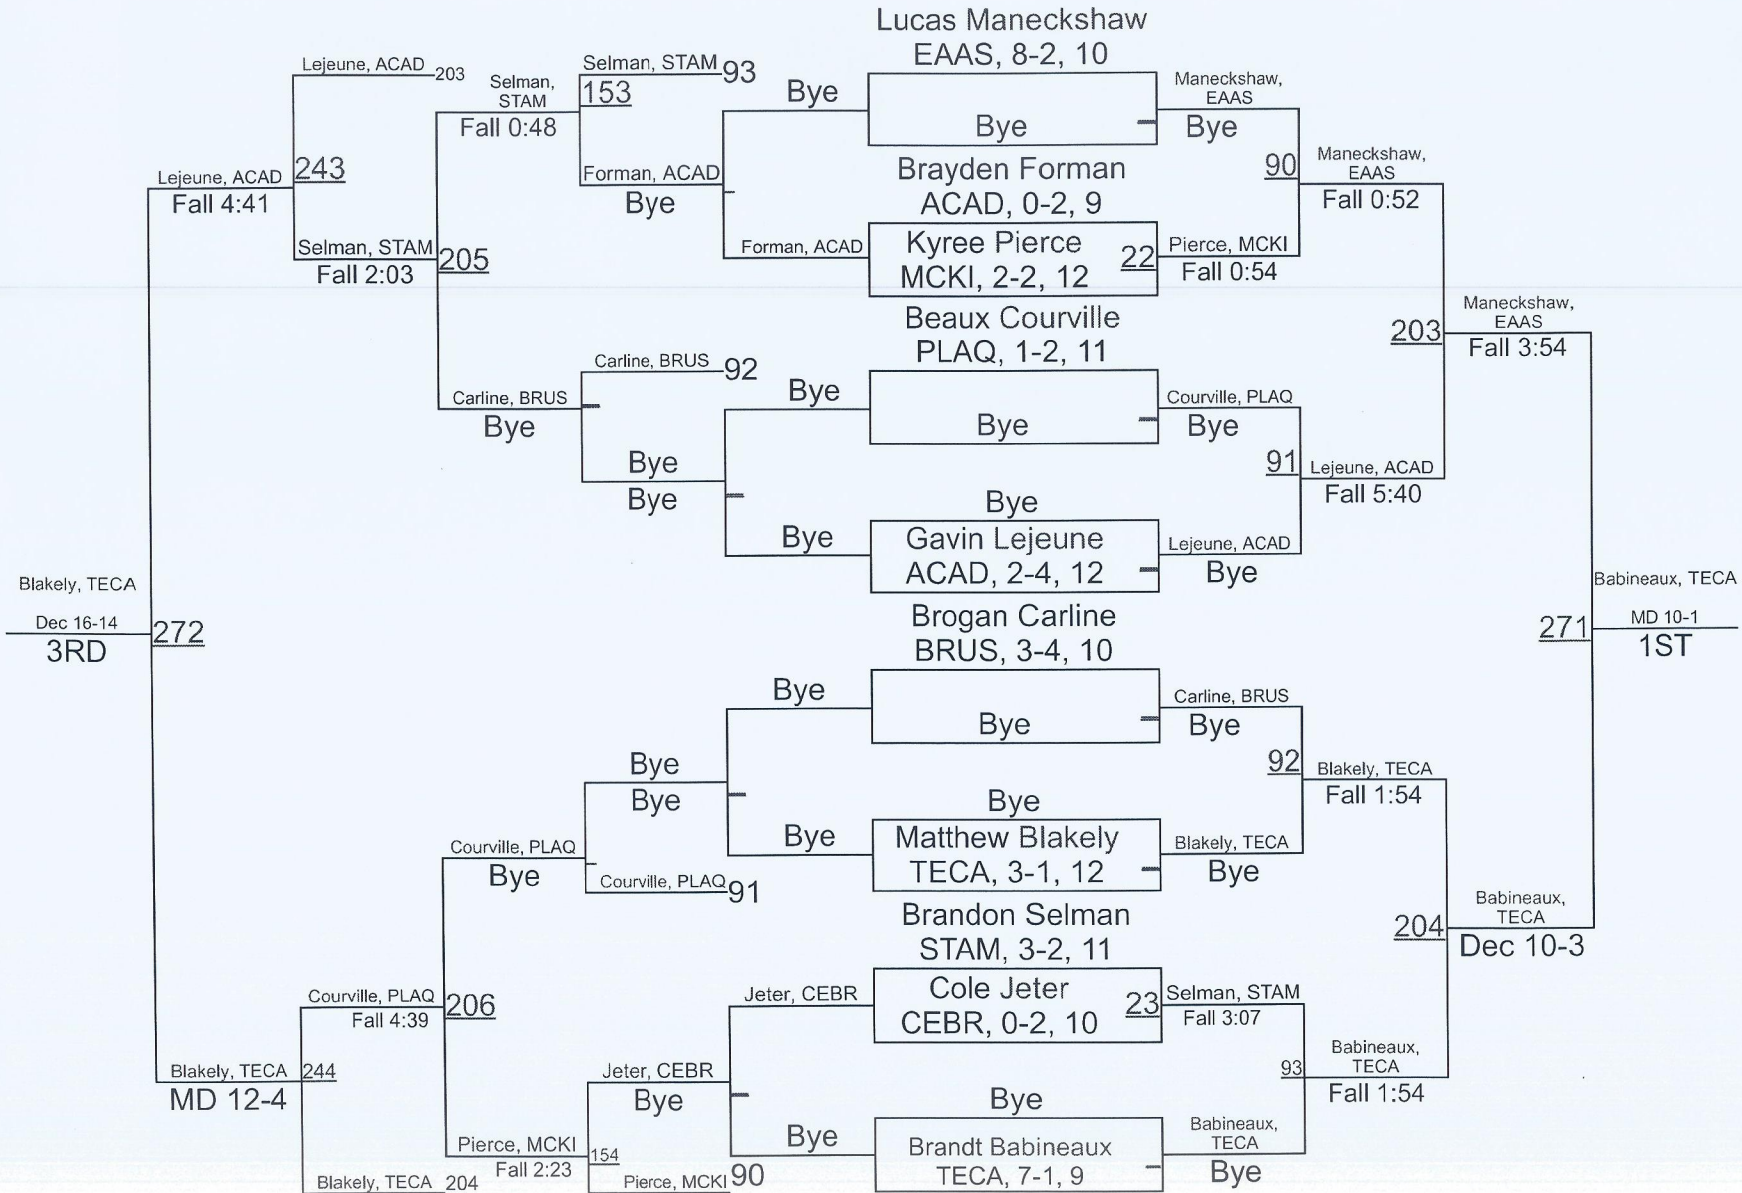 Lucas Maneckshaw
EAAS, 8-2, 10
Lejeune, ACAD 203
Selman, STAM 93
Selman,
STAM
Fall 0:48
153
Bye
Bye
Maneckshaw,
EAAS
Bye
243
Lejeune, ACAD
Fall 4:41
Forman, ACAD
Bye
Brayden Forman
ACAD, 0-2, 9
90
Maneckshaw,
EAAS
Fall 0:52
Selman, STAM
Fall 2:03
205
Forman, ACAD
Kyree Pierce
MCKI, 2-2, 12
22
Pierce, MCKI
Fall 0:54
Beaux Courville
PLAQ, 1-2, 11
203
Maneckshaw,
EAAS
Fall 3:54
Carline, BRUS 92
Carline, BRUS
Bye
Bye
Bye
Courville, PLAQ
Bye
Bye
Bye
91
Lejeune, ACAD
Fall 5:40
Bye
Bye
Gavin Lejeune
ACAD, 2-4, 12
Lejeune, ACAD
Bye
Blakely, TECA
Dec 16-14
3RD
272
Brogan Carline
BRUS, 3-4, 10
271
Babineaux, TECA
MD 10-1
1ST
Bye
Bye
Carline, BRUS
Bye
Bye
Bye
92
Blakely, TECA
Fall 1:54
Courville, PLAQ
Bye
Bye
Bye
Matthew Blakely
TECA, 3-1, 12
Blakely, TECA
Bye
Courville, PLAQ 91
Brandon Selman
STAM, 3-2, 11
204
Babineaux,
TECA
Dec 10-3
Courville, PLAQ
Fall 4:39
206
Jeter, CEBR
Cole Jeter
CEBR, 0-2, 10
23
Selman, STAM
Fall 3:07
Blakely, TECA
MD 12-4
244
Jeter, CEBR
Bye
93
Babineaux,
TECA
Fall 1:54
Bye
Bye
Brandt Babineaux
TECA, 7-1, 9
Babineaux,
TECA
Bye
Pierce, MCKI
Fall 2:23
154
Blakely, TECA 204
Pierce, MCKI 90